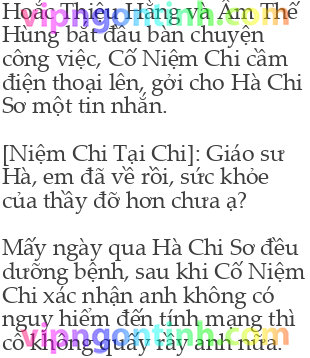 Hoắc Thiệu Hằng và Âm Thế
Hùng bắt đầu bàn chuyện
công việc, Cố Niệm Chi cầm
điện thoại lên, gởi cho Hà Chi
Sơ một tin nhắn.
[Niệm Chi Tại Chi]: Giáo sư
Hà, em đã về rồi, sức khỏe
của thầy đỡ hơn chưa ạ?
Mấy ngày qua Hà Chi Sơ đều
dưỡng bệnh, sau khi Cố Niệm
Chi xác nhận anh không có
nguy hiểm đến tính mạng thì
cô không quấy rầy anh nữa.
vipngontinh.com
vipngontinh.com